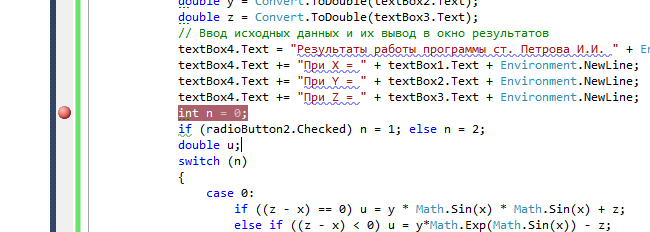 double y = Convert.ToDouble(textBox2.Text);
double z = Convert.ToDouble(textBox3.Text);
// Ввод исходных данных и их вывод в окно результатов
textBox4.Text = "Результаты работы программы ст. Петрова И.И. " + E
textBox4.Text += "При X = " + textBox1.Text + Environment.NewLine;
textBox4.Text += "При Y = " + textBox2.Text + Environment.NewLine;
textBox4.Text += "При Z = " + textBox3.Text + Environment.NewLine;
int n = 0;
if (radioButton2.Checked) n = 1; else n = 2;
double u;
switch (n)
{
case 0:
if ((z - x) == 0) u = y * Math.Sin(x) * Math.Sin(x) + z;
else if ((z - x) < 0) u = y*Math.Exp(Math.Sin(x)) - z;